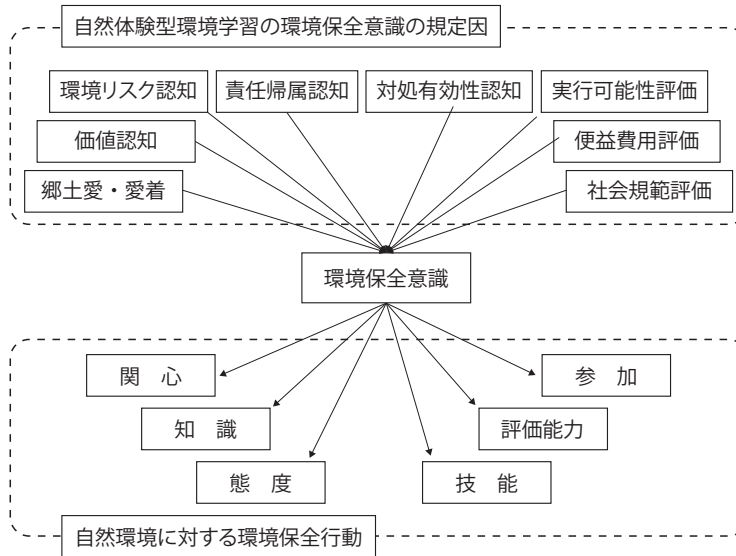 自然体験型環境学習の環境保全意識の規定因
環境リスク認知
責任帰属認知
対処有効性認知
実行可能性評価
価値認知
便益費用評価
郷土愛・愛着
社会規範評価
環境保全意識
関　心
参　加
知　識
評価能力
態　度
技　能
自然環境に対する環境保全行動